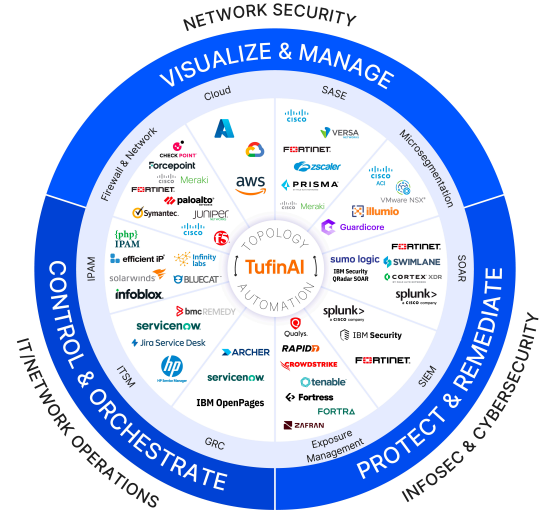 NETWORK SECURITY
VISUALIZE & MANAGE
Cloud
SASE
Firewall & Network
Microsegmentation
CISCO
VERSA
CHECK POINT
Forcepoint
FORTINET
CISCO
Meraki
FORTINET
paloalto
zscaler
CISCO
ACI
aws
PRISMA
VMware NSX®
Symantec.
JUNIPER
CISCO
Meraki
illumio
Guardicore
CISCO
f5
TOPOLOGY
TufinAI
AUTOMATION
IPAM
{php}
IPAM
efficient iP
Infinity
labs
solarwinds
BLUECAT
infoblox
SOAR
FORTINET
sumo logic
SWIMLANE
IBM Security
QRadar SOAR
CORTEX XDR
splunk>
a CISCO company
CONTROL & ORCHESTRATE
PROTECT & REMEDIATE
ITSM
bmc REMEDY
servicenow
Jira Service Desk
hp
HP Service Manager
SIEM
splunk>
a CISCO company
IBM Security
FORTINET
GRC
ARCHER
servicenow
IBM OpenPages
Qualys.
RAPID7
CROWDSTRIKE
tenable
Fortress
FORTRA
ZAFRAN
Exposure
Management
IT/NETWORK OPERATIONS
INFOSEC & CYBERSECURITY